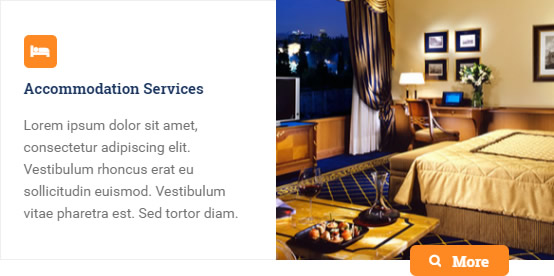 Accommodation Services
Lorem ipsum dolor sit amet,
consectetur adipiscing elit.
Vestibulum rhoncus erat eu
sollicitudin euismod. Vestibulum
vitae pharetra est. Sed tortor diam.
More